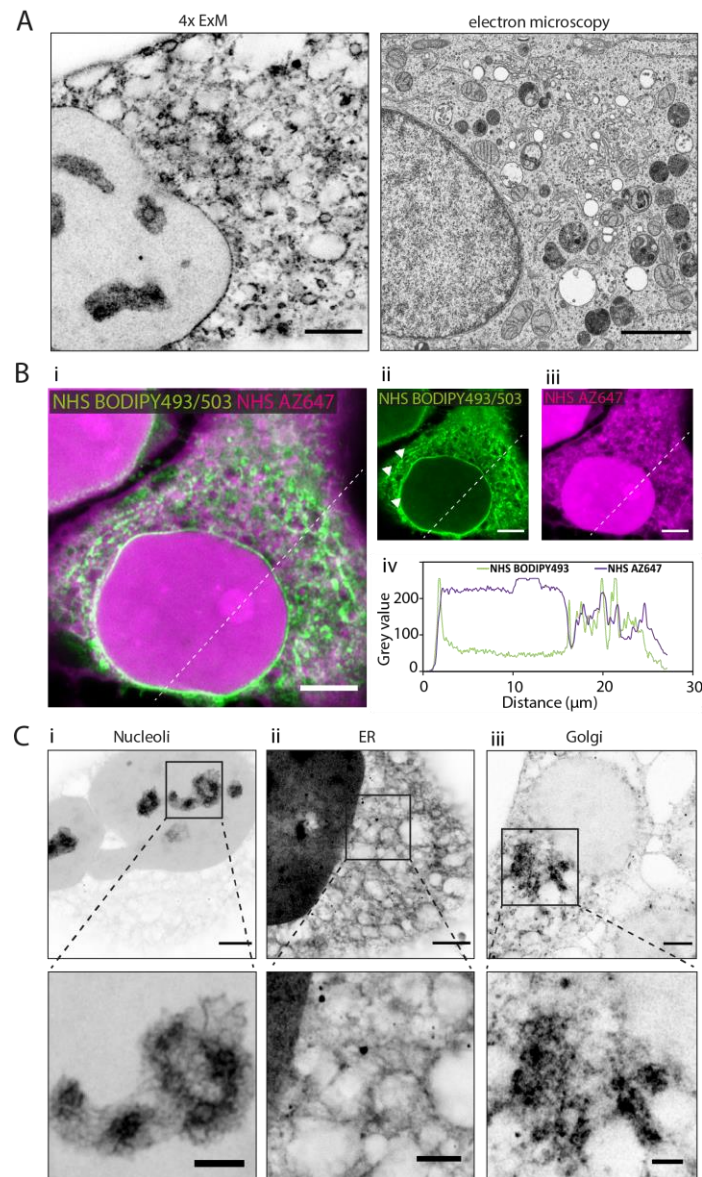 A
4x ExM
electron microscopy
B
i
NHS BODIPY493/503 NHS AZ647
ii
NHS BODIPY493/503
iii
NHS AZ647
iv
NHS BODIPY493
NHS AZ647
Grey value
200
100
0
0
10
20
30
Distance (μm)
C
i
Nucleoli
ii
ER
iii
Golgi